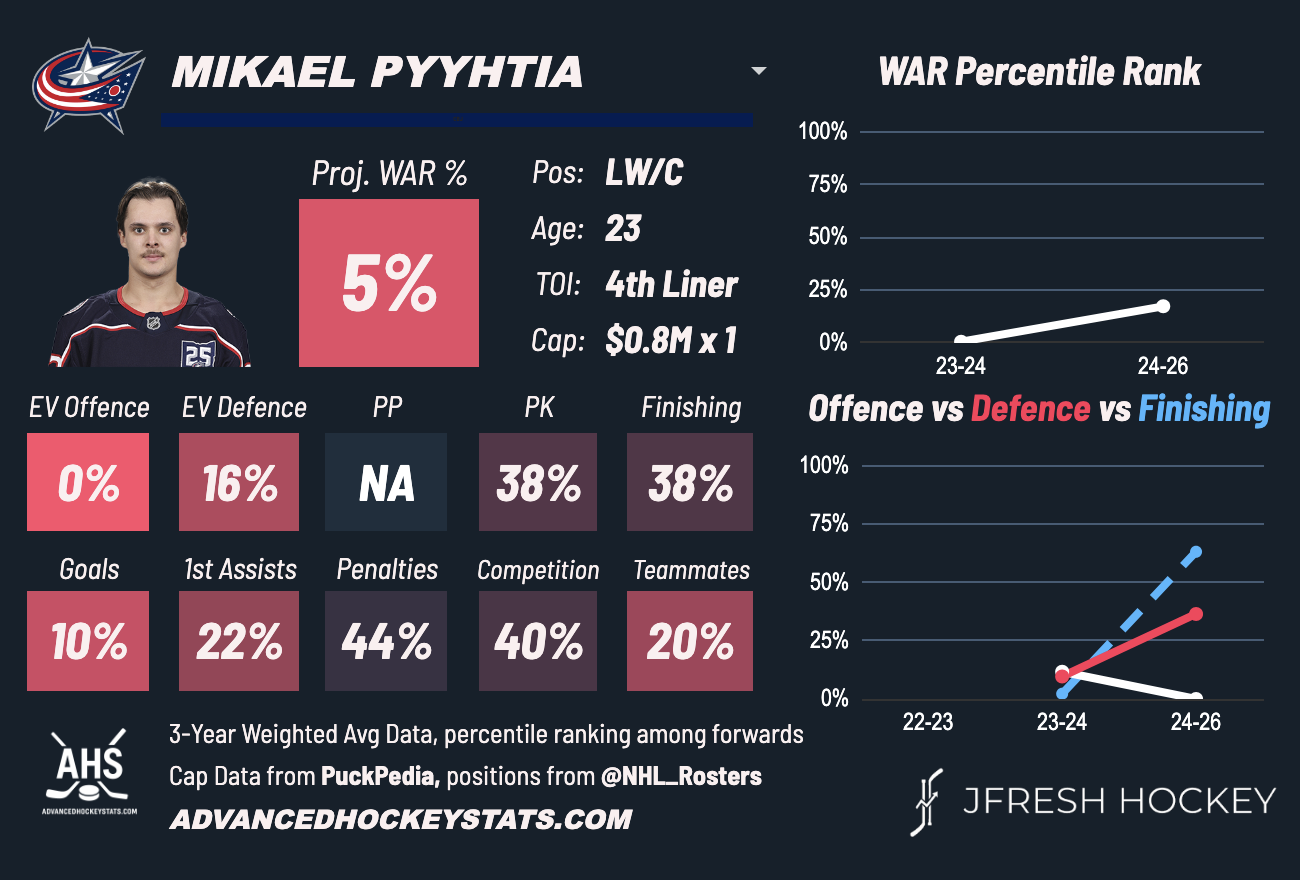 MIKAEL PYYHTIA
Proj. WAR %
5%
Pos: LW/C
Age: 23
TOI: 4th Liner
Cap: $0.8M x 1
25
EV Offence EV Defence PP PK Finishing
0% 16% NA 38% 38%
Goals 1st Assists Penalties Competition Teammates
10% 22% 44% 40% 20%
AHS
ADVANCEDHOCKEYSTATS.COM
3-Year Weighted Avg Data, percentile ranking among forwards
Cap Data from PuckPedia, positions from @NHL_Rosters
ADVANCEDHOCKEYSTATS.COM
WAR Percentile Rank
100%
75%
50%
25%
0%
23-24 24-26
Offence vs Defence vs Finishing
100%
75%
50%
25%
0%
22-23 23-24 24-26
JFRESH HOCKEY